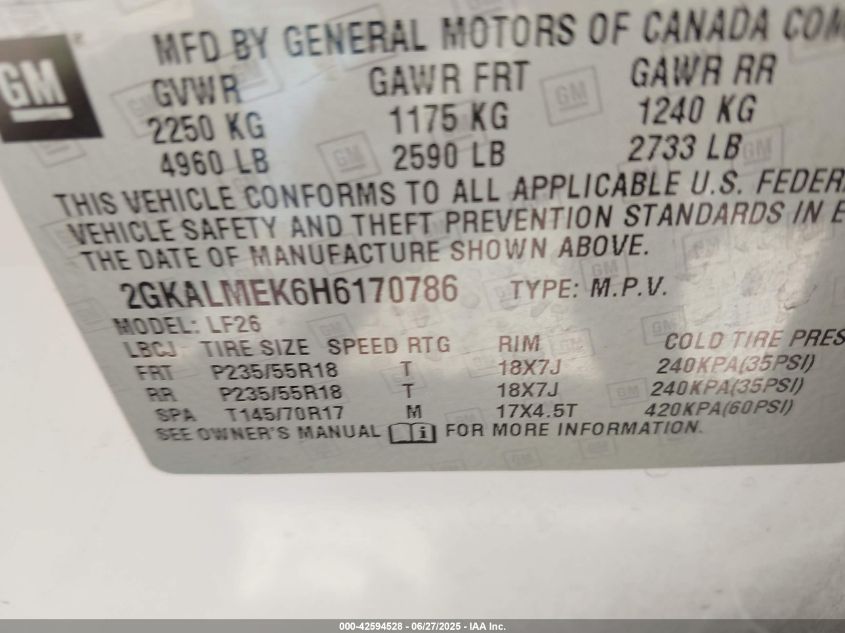 GM
MFD BY GENERAL MOTORS OF CANADA COM
GVWR GAWR FRT GAWR RR
2250 KG 1175 KG 1240 KG
4960 LB 2590 LB 2733 LB
THIS VEHICLE CONFORMS TO ALL APPLICABLE U.S. FEDER
VEHICLE SAFETY AND THEFT PREVENTION STANDARDS IN E
THE DATE OF MANUFACTURE SHOWN ABOVE.
2GKALMEK6H6170786 TYPE: M.P.V.
MODEL: LF26
LBCJ TIRE SIZE SPEED RTG RIM COLD TIRE PRES
FRT P235/55R18 T 18X7J 240KPA(35PSI)
RR P235/55R18 T 18X7J 240KPA(35PSI)
SPA T145/70R17 M 17X4.5T 420KPA(60PSI)
SEE OWNER'S MANUAL FOR MORE INFORMATION.
000-42594528 - 06/27/2025 - IAA Inc.